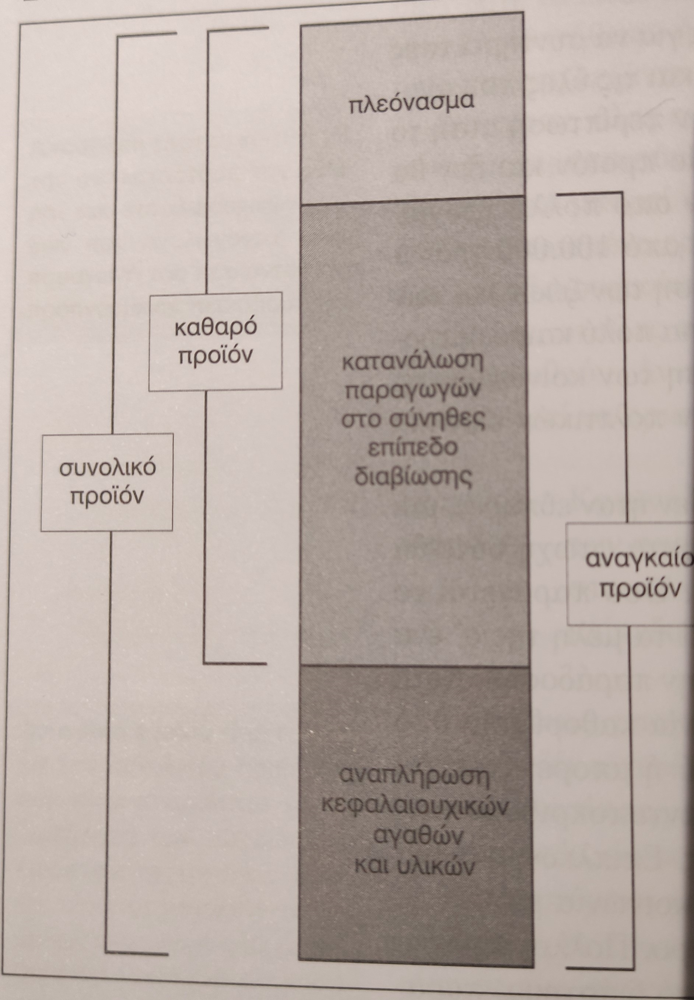 πλεόνασμα
καθαρό
προϊόν
κατανάλωση
παραγωγών
στο σύνηθες
επίπεδο
διαβίωσης
συνολικό
προϊόν
αναγκαίο
προϊόν
αναπλήρωση
κεφαλαιουχικών
αγαθών
και υλικών